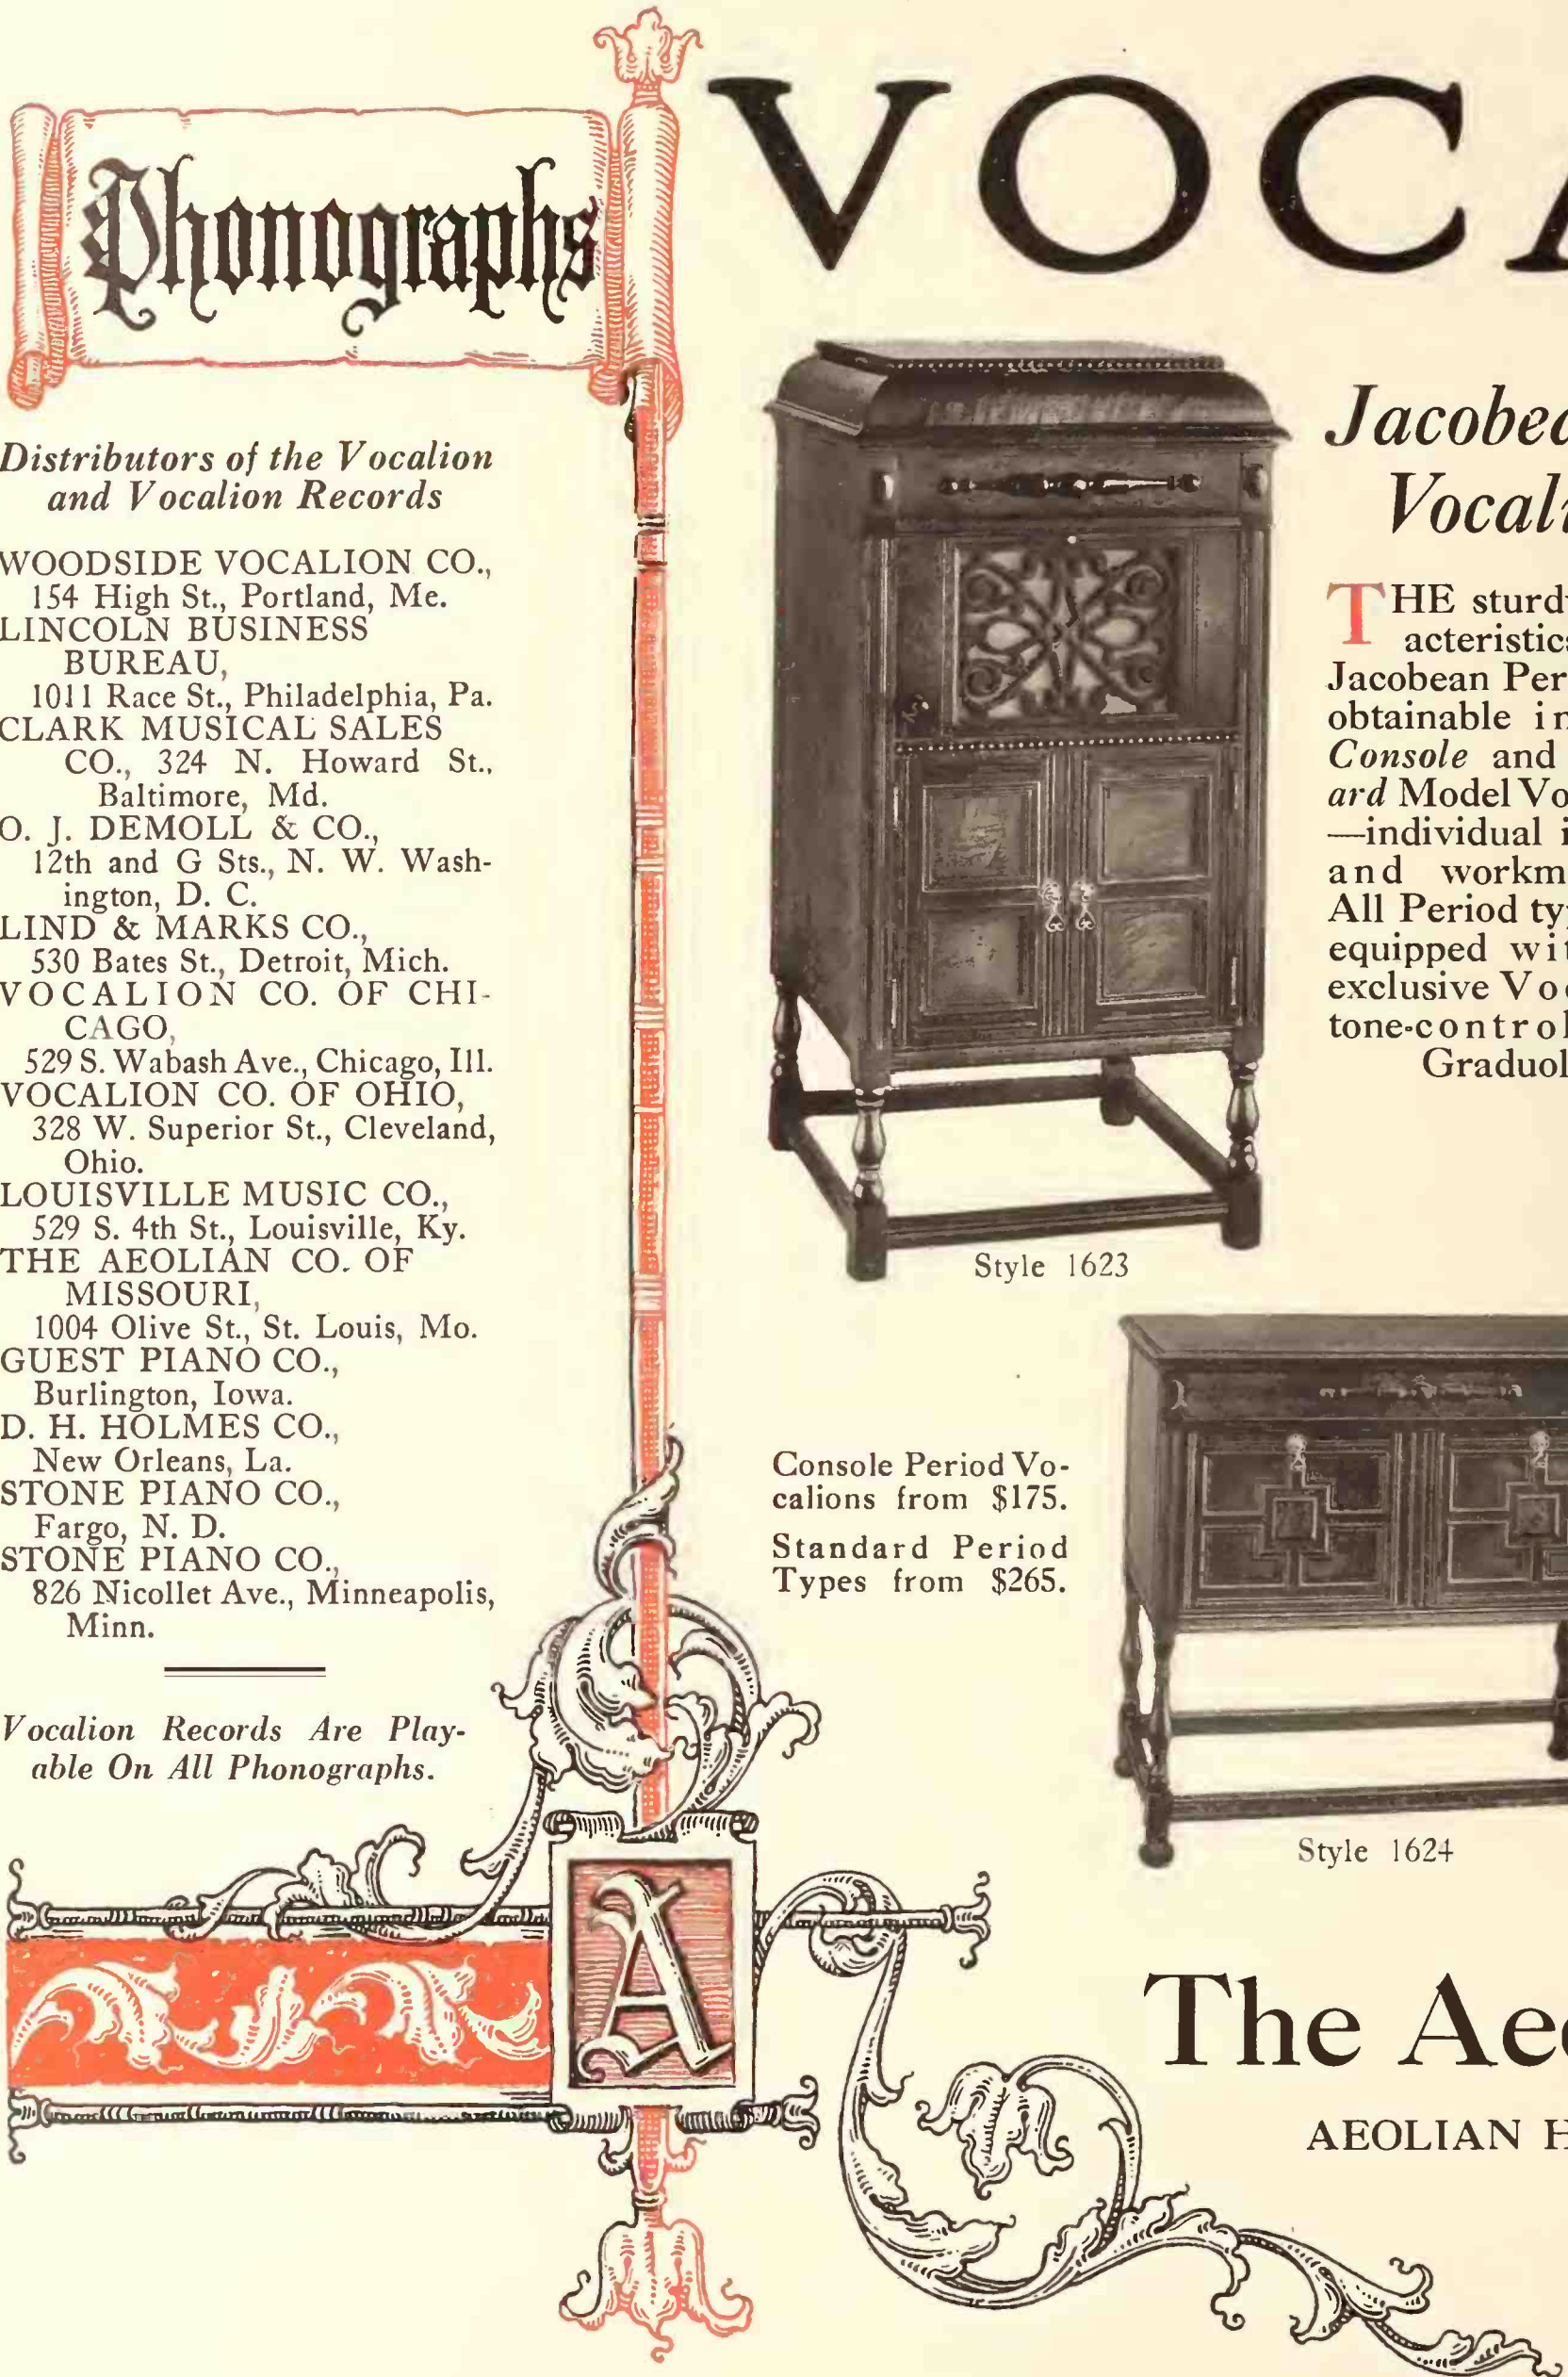 Phonographs
Distributors of the Vocalion
and Vocalion Records
WOODSIDE VOCALION CO.,
154 High St., Portland, Me.
LINCOLN BUSINESS
BUREAU,
1011 Race St., Philadelphia, Pa.
CLARK MUSICAL SALES
CO., 324 N. Howard St.,
Baltimore, Md.
O. J. DEMOLL & CO.,
12th and G Sts., N. W. Wash-
ington, D. C.
LIND & MARKS CO.,
530 Bates St., Detroit, Mich.
VOCALION CO. OF CHI-
CAGO,
529 S. Wabash Ave., Chicago, Ill.
VOCALION CO. OF OHIO,
328 W. Superior St., Cleveland,
Ohio.
LOUISVILLE MUSIC CO.,
529 S. 4th St., Louisville, Ky.
THE AEOLIAN CO. OF
MISSOURI,
1004 Olive St., St. Louis, Mo.
GUEST PIANO CO.,
Burlington, Iowa.
D. H. HOLMES CO.,
New Orleans, La.
STONE PIANO CO.,
Fargo, N. D.
STONE PIANO CO.,
826 Nicollet Ave., Minneapolis,
Minn.
Vocalion Records Are Play-
able On All Phonographs.
A
VOCA
Jacobea
Vocali
THE sturd
acteristics
Jacobean Per
obtainable in
Console and
ard Model Vo
—individual i
and workm
All Period ty
equipped wit
exclusive Voc
tone-control
Graduol
Style 1623
Console Period Vo-
calions from $175.
Standard Period
Types from $265.
Style 1624
The Aeo
AEOLIAN H